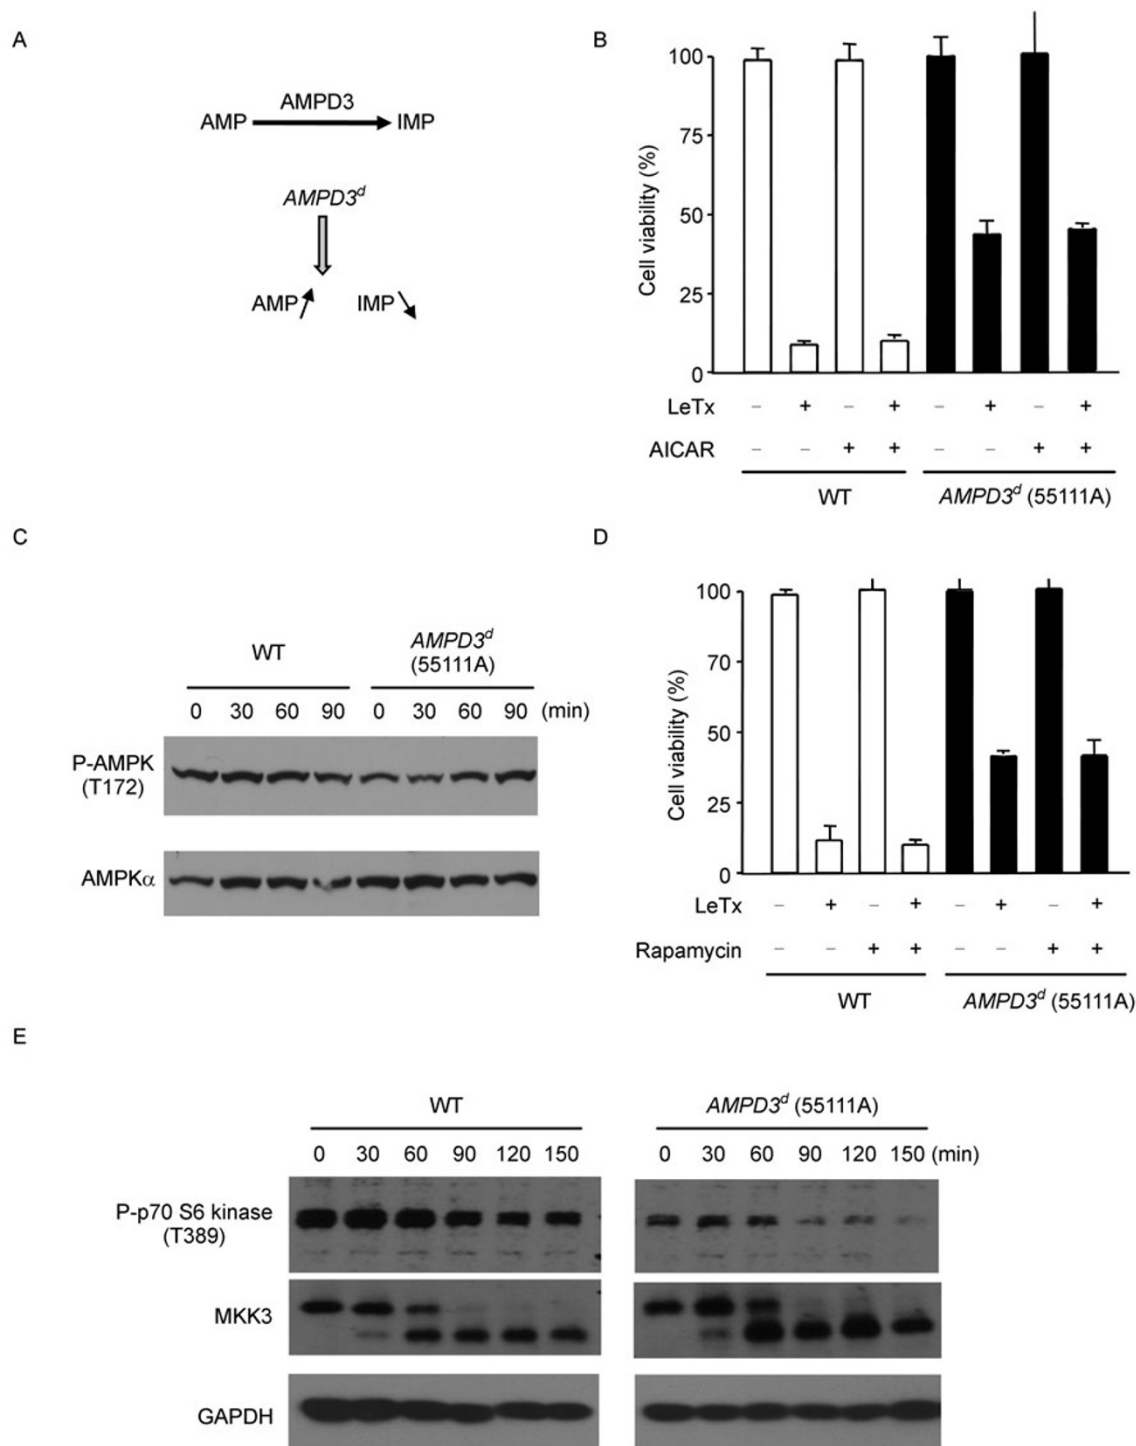 A
AMPD3
AMP IMP
AMPD3ᵈ
AMP IMP
B
100
75
50
25
0
Cell viability (%)
LeTx – + – + – + – +
AICAR – – + + – – + +
WT AMPD3ᵈ (55111A)
C
WT AMPD3ᵈ
(55111A)
0 30 60 90 0 30 60 90 (min)
P-AMPK
(T172)
AMPKα
D
100
70
50
25
0
Cell viability (%)
LeTx – + – + – + – +
Rapamycin – – + + – – + +
WT AMPD3ᵈ (55111A)
E
WT AMPD3ᵈ (55111A)
0 30 60 90 120 150 0 30 60 90 120 150 (min)
P-p70 S6 kinase
(T389)
MKK3
GAPDH